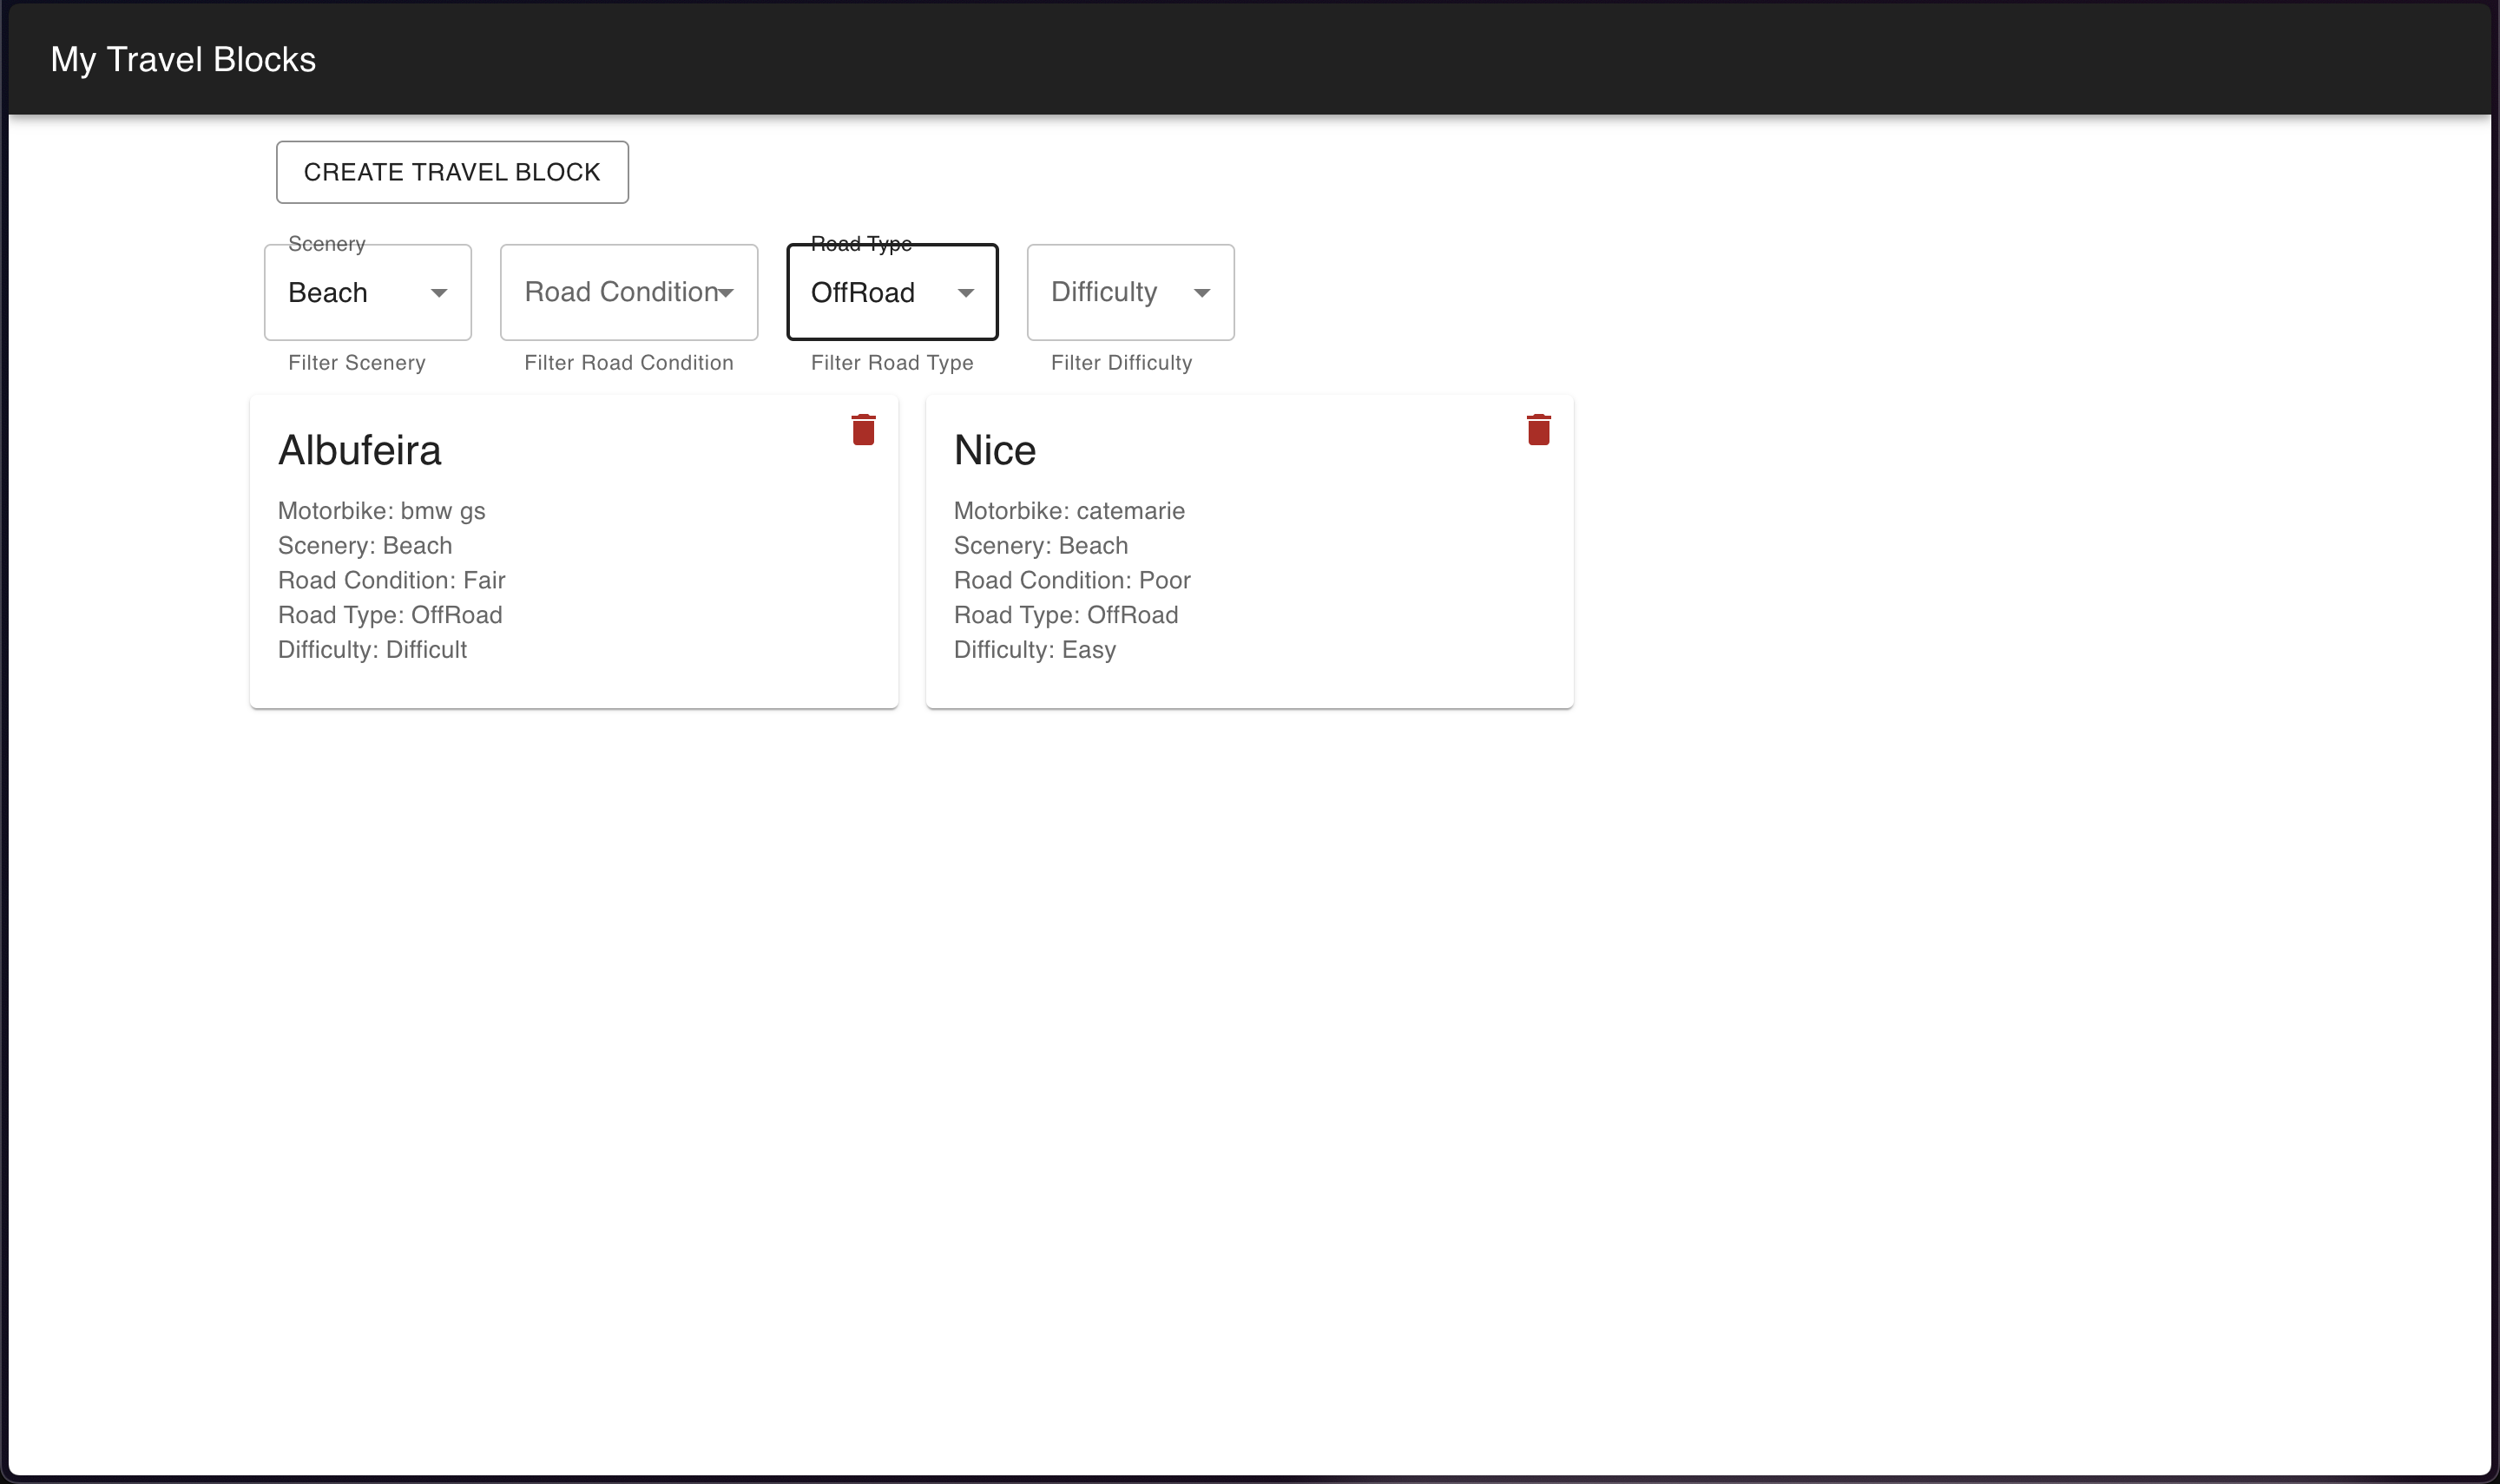 My Travel Blocks
CREATE TRAVEL BLOCK
Scenery
Beach
Filter Scenery
Road Condition
Filter Road Condition
Road Type
OffRoad
Filter Road Type
Difficulty
Filter Difficulty
Albufeira
Motorbike: bmw gs
Scenery: Beach
Road Condition: Fair
Road Type: OffRoad
Difficulty: Difficult
Nice
Motorbike: catemarie
Scenery: Beach
Road Condition: Poor
Road Type: OffRoad
Difficulty: Easy